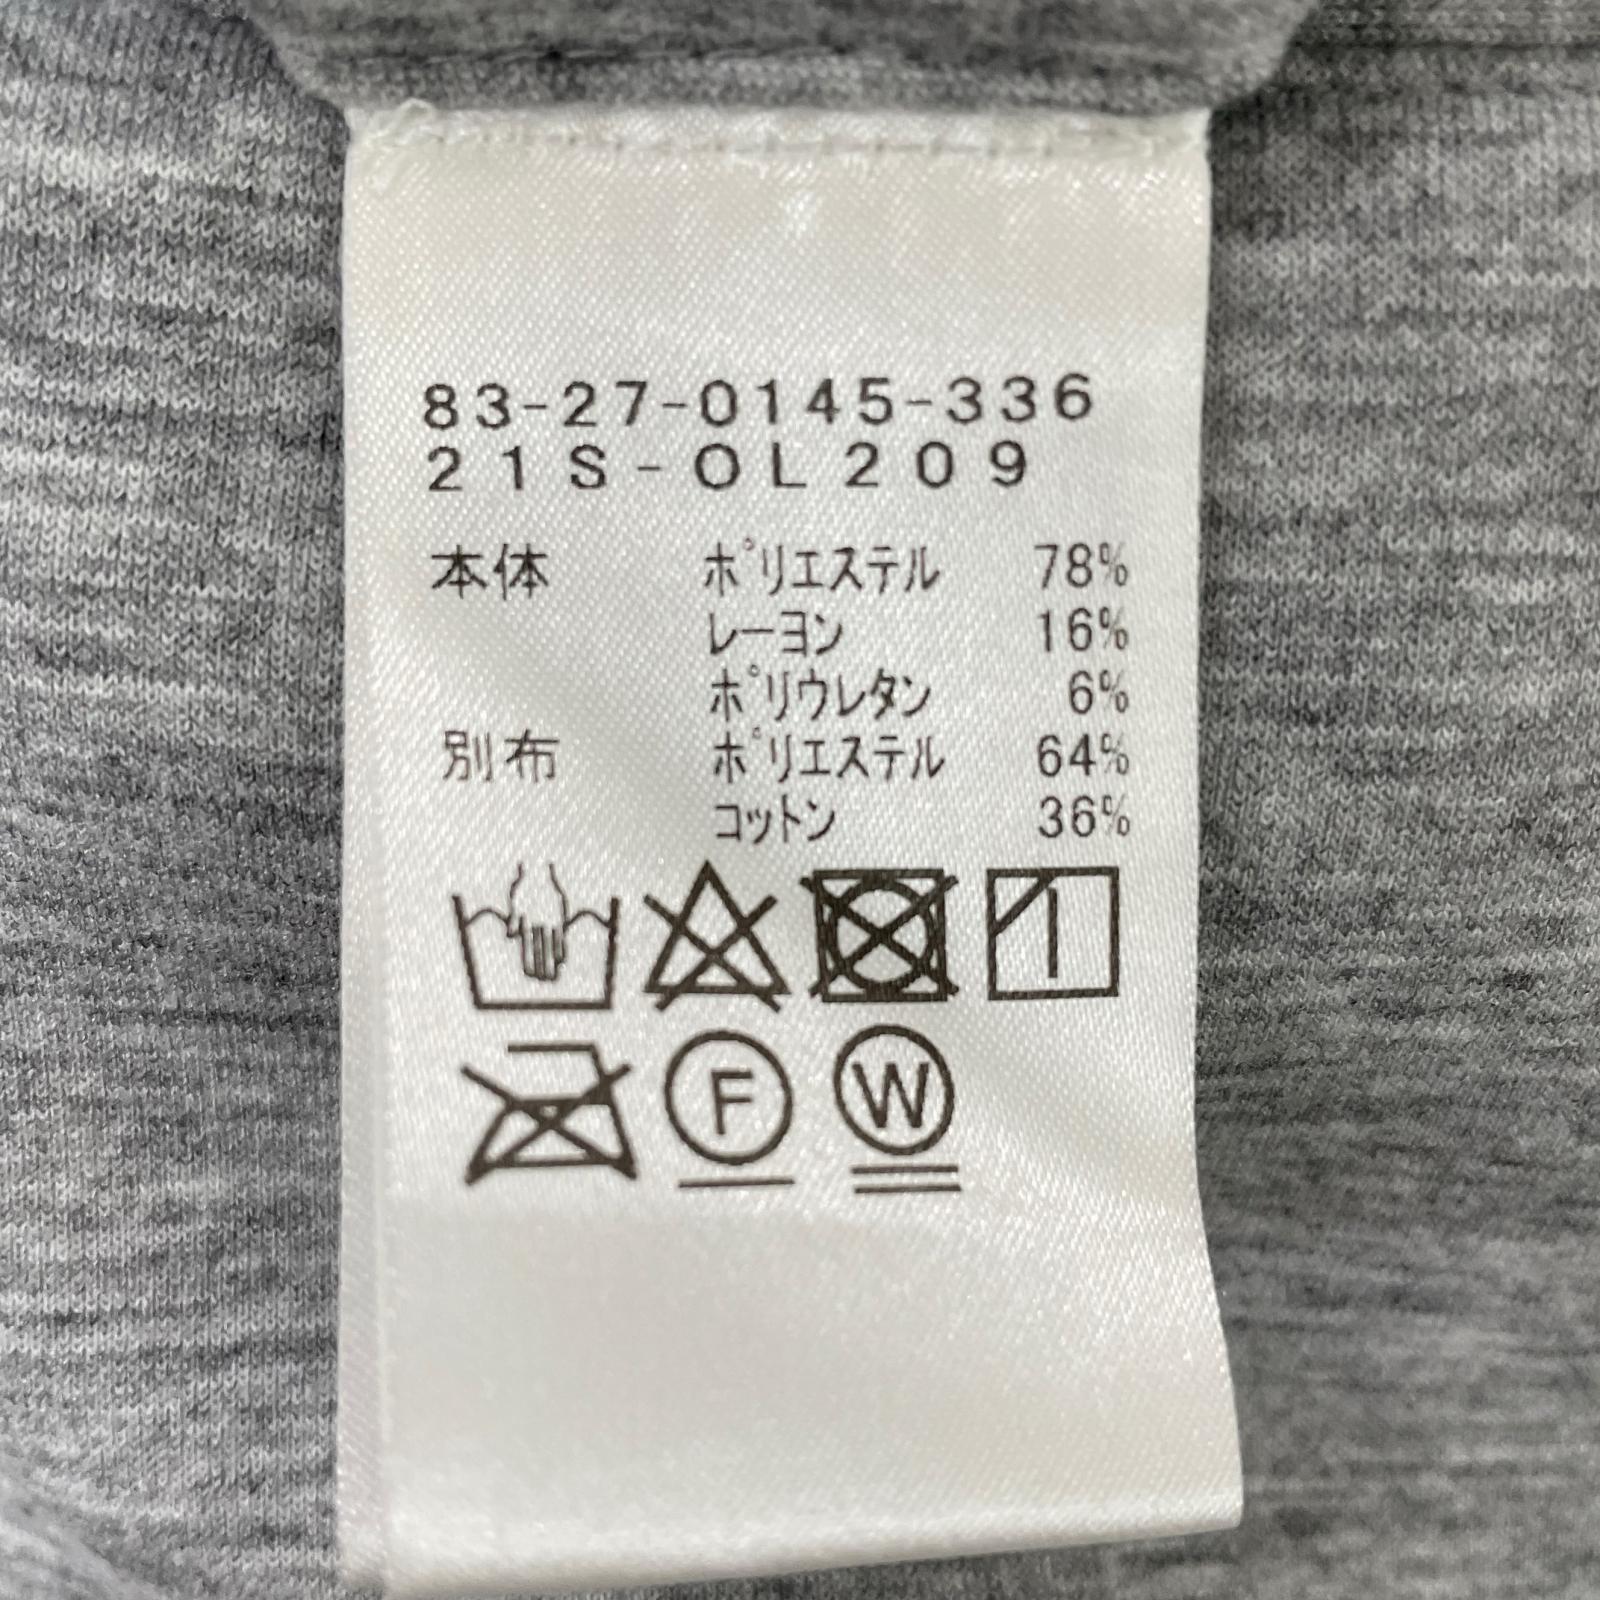 83-27-0145-336
21S-OL209
本体 ポリエステル 78%
レーヨン 16%
ポリウレタン 6%
別布 ポリエステル 64%
コットン 36%
F W